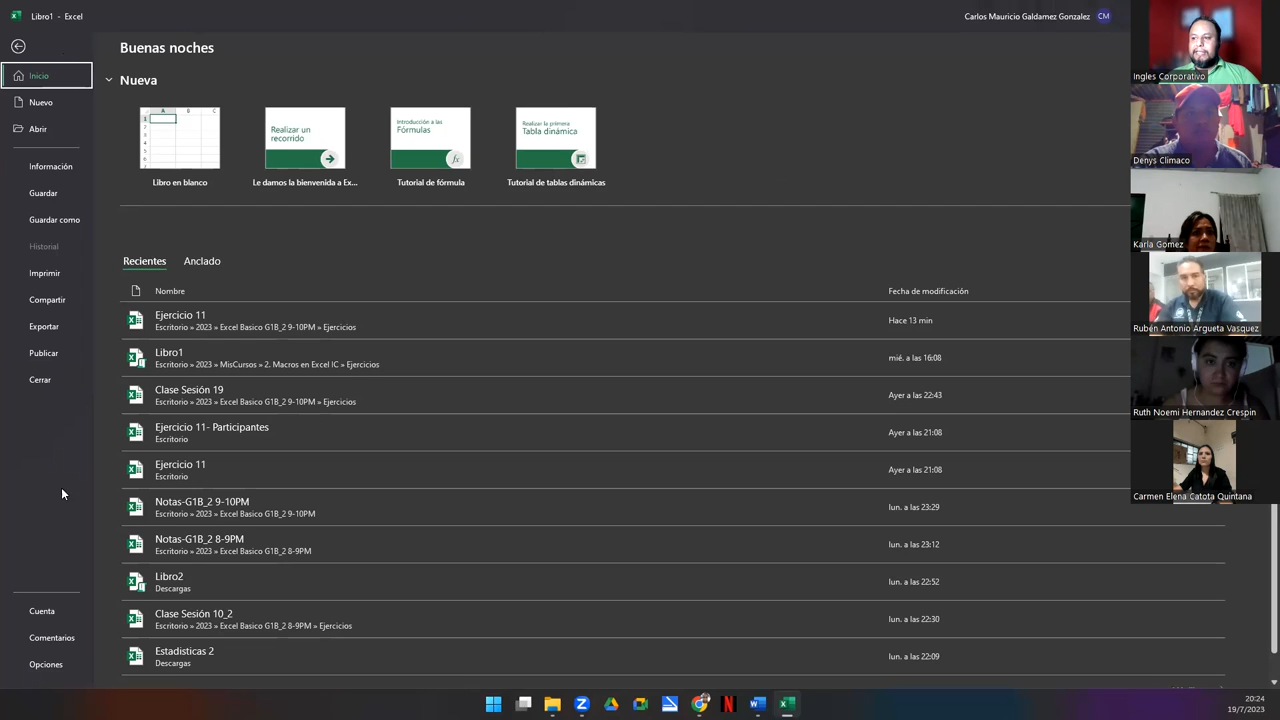 Libro1 - Excel
Carlos Mauricio Galdamez Gonzalez CM
Inicio
Nuevo
Abrir
Información
Guardar
Guardar como
Historial
Imprimir
Compartir
Exportar
Publicar
Cerrar
Cuenta
Comentarios
Opciones
Buenas noches
Nueva
A B C
Libro en blanco
Realizar un
recorrido
Le damos la bienvenida a Ex...
Introducción a las
Fórmulas
fx
Tutorial de fórmula
Realizar la primera
Tabla dinámica
Tutorial de tablas dinámicas
Recientes Anclado
Nombre Fecha de modificación
Ejercicio 11
Escritorio » 2023 » Excel Basico G1B_2 9-10PM » Ejercicios
Hace 13 min
Libro1
Escritorio » 2023 » MisCursos » 2. Macros en Excel IC » Ejercicios
mié. a las 16:08
Clase Sesión 19
Escritorio » 2023 » Excel Basico G1B_2 9-10PM » Ejercicios
Ayer a las 22:43
Ejercicio 11- Participantes
Escritorio
Ayer a las 21:08
Ejercicio 11
Escritorio
Ayer a las 21:08
Notas-G1B_2 9-10PM
Escritorio » 2023 » Excel Basico G1B_2 9-10PM
lun. a las 23:29
Notas-G1B_2 8-9PM
Escritorio » 2023 » Excel Basico G1B_2 8-9PM
lun. a las 23:12
Libro2
Descargas
lun. a las 22:52
Clase Sesión 10_2
Escritorio » 2023 » Excel Basico G1B_2 8-9PM » Ejercicios
lun. a las 22:30
Estadisticas 2
Descargas
lun. a las 22:09
Ingles Corporativo
Denys Climaco
Karla Gomez
Rubén Antonio Argueta Vasquez
Ruth Noemi Hernandez Crespin
Carmen Elena Catota Quintana
20:24
19/7/2023